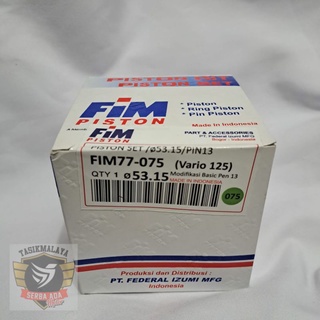 PISTON KIT
FIM
PISTON
FIM
• Piston
• Ring Piston
• Pin Piston
Made in Indonesia
PART & ACCESSORIES
PT. Federal Izumi MFG
Bogor - Indonesia
PISTON SET /ø53.15/PIN13
FIM77-075 (Vario 125)
QTY 1 ø53.15 Modifikasi Basic Pen 13
MADE IN INDONESIA
075
Produksi dan Distribusi :
PT. FEDERAL IZUMI MFG
Indonesia
TASIKMALAYA
SERBA ADA